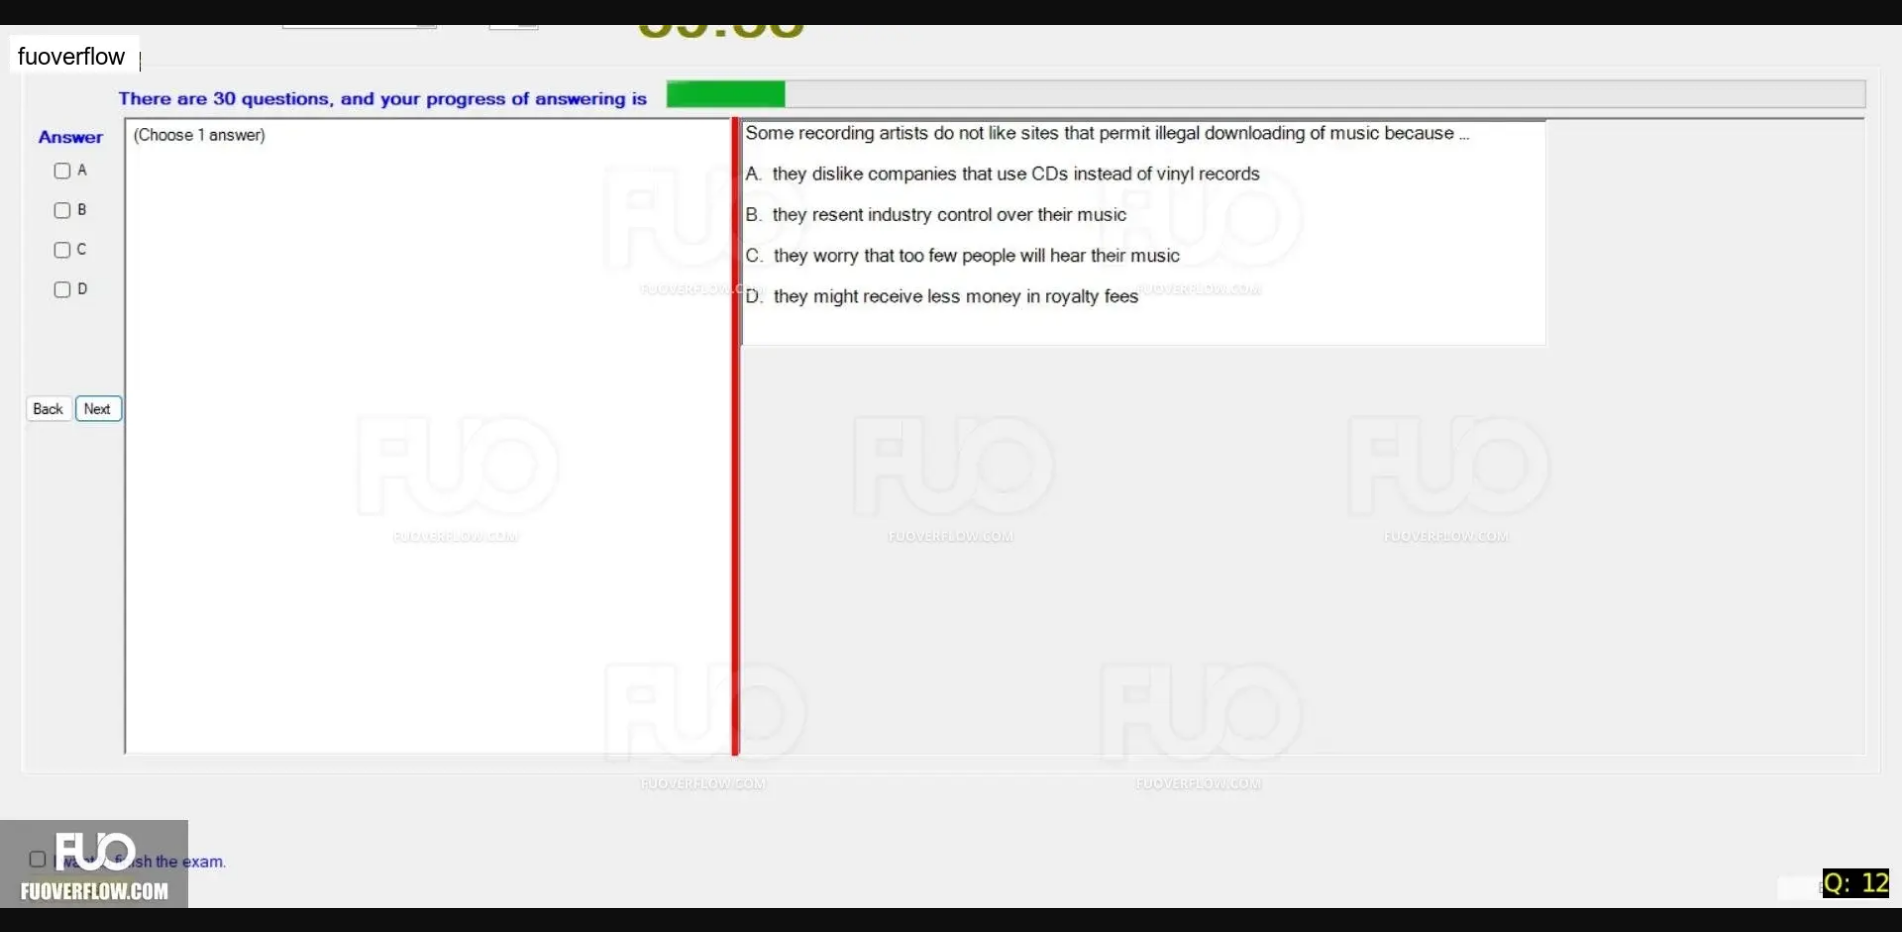 fuoverflow
There are 30 questions, and your progress of answering is
Answer
(Choose 1 answer)
A
B
C
D
Back
Next
Some recording artists do not like sites that permit illegal downloading of music because ...
A. they dislike companies that use CDs instead of vinyl records
B. they resent industry control over their music
C. they worry that too few people will hear their music
D. they might receive less money in royalty fees
FUO
FUOVERFLOW.COM
FUO
FUOVERFLOW.COM
FUO
FUOVERFLOW.COM
FUO
FUOVERFLOW.COM
FUO
FUOVERFLOW.COM
FUO
FUOVERFLOW.COM
FUO
FUOVERFLOW.COM
the exam.
FUO
FUOVERFLOW.COM
Q: 12